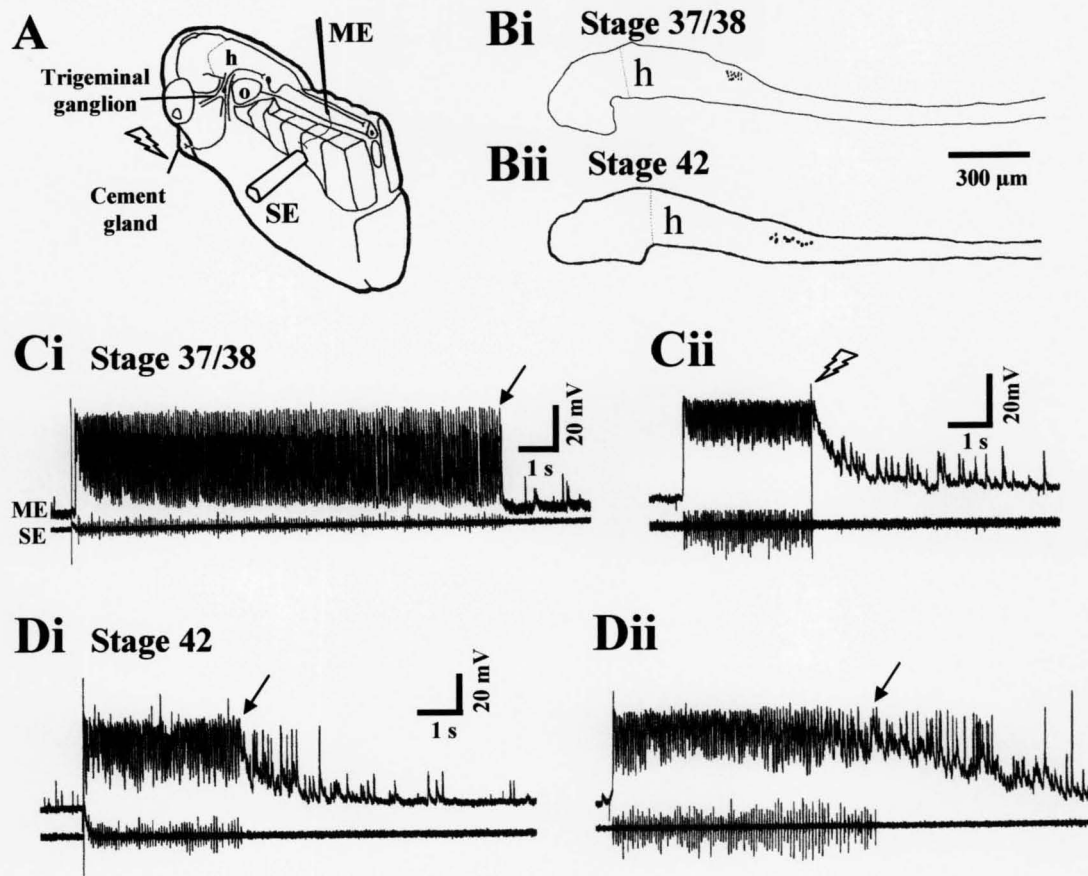 A
h
ME
Trigeminal
ganglion
o
Cement
gland
SE
Bi Stage 37/38
h
Bii Stage 42
h
300 μm
Ci Stage 37/38
20 mV
1 s
ME
SE
Cii
20mV
1 s
Di Stage 42
20 mV
1 s
Dii